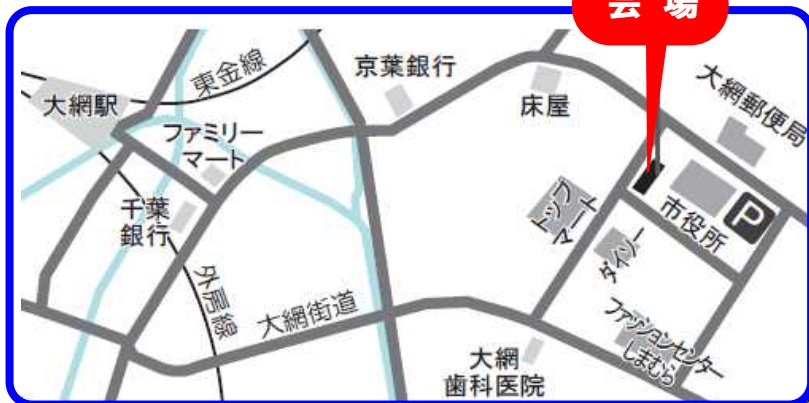 会場
東金線
大網駅
京葉銀行
床屋
大網郵便局
ファミリー
マート
千葉
銀行
トップ
マート
市役所
P
ダイソー
外房線
大網街道
ファッションセンター
しまむら
大網
歯科医院